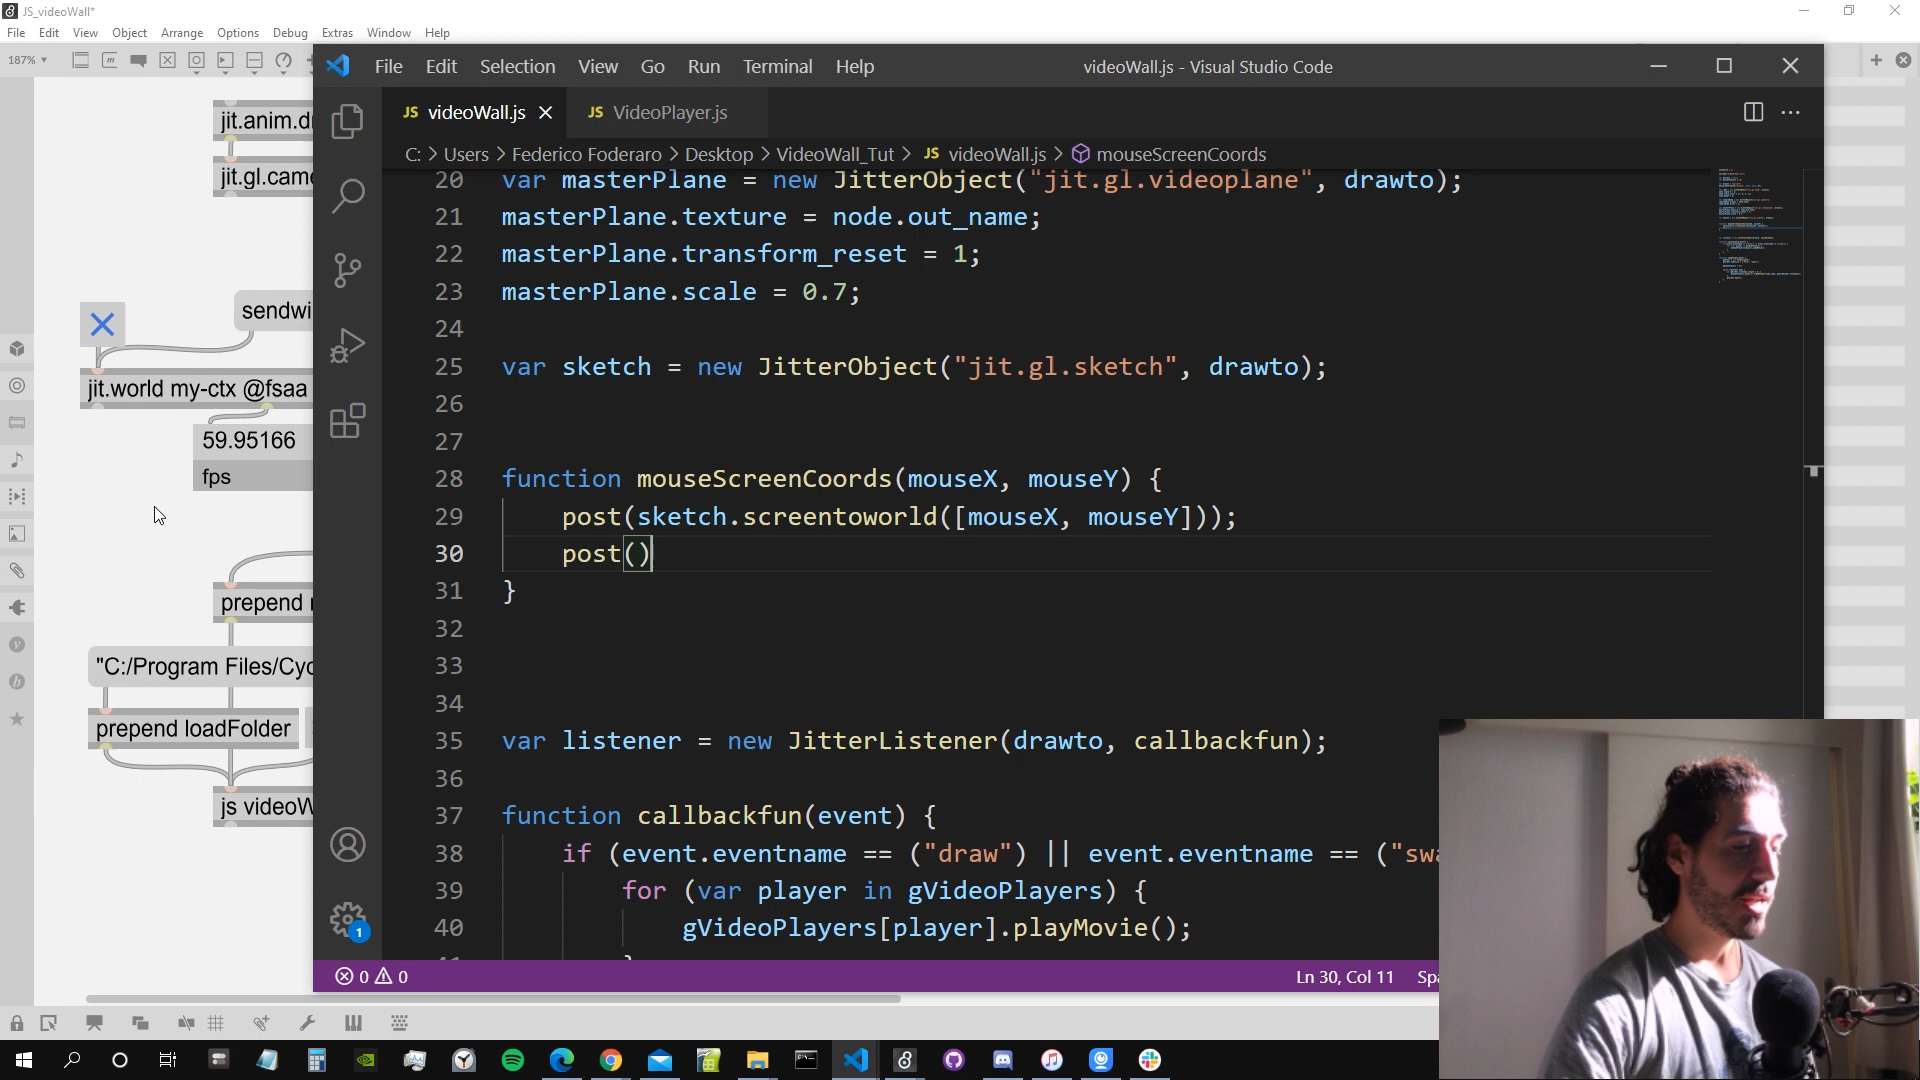 JS_videoWall*
File Edit View Object Arrange Options Debug Extras Window Help
187%
jit.anim.d
jit.gl.came
sendwi
jit.world my-ctx @fsaa
59.95166
fps
prepend
"C:/Program Files/Cyc
prepend loadFolder
js videoW
File Edit Selection View Go Run Terminal Help
videoWall.js - Visual Studio Code
JS videoWall.js
JS VideoPlayer.js
C: > Users > Federico Foderaro > Desktop > VideoWall_Tut > JS videoWall.js > mouseScreenCoords
20 var masterPlane = new JitterObject("jit.gl.videoplane", drawto);
21 masterPlane.texture = node.out_name;
22 masterPlane.transform_reset = 1;
23 masterPlane.scale = 0.7;
24
25 var sketch = new JitterObject("jit.gl.sketch", drawto);
26
27
28 function mouseScreenCoords(mouseX, mouseY) {
29 post(sketch.screentoworld([mouseX, mouseY]));
30 post()
31 }
32
33
34
35 var listener = new JitterListener(drawto, callbackfun);
36
37 function callbackfun(event) {
38 if (event.eventname == ("draw") || event.eventname == ("swa
39 for (var player in gVideoPlayers) {
40 gVideoPlayers[player].playMovie();
1
0 0
Ln 30, Col 11
Spa